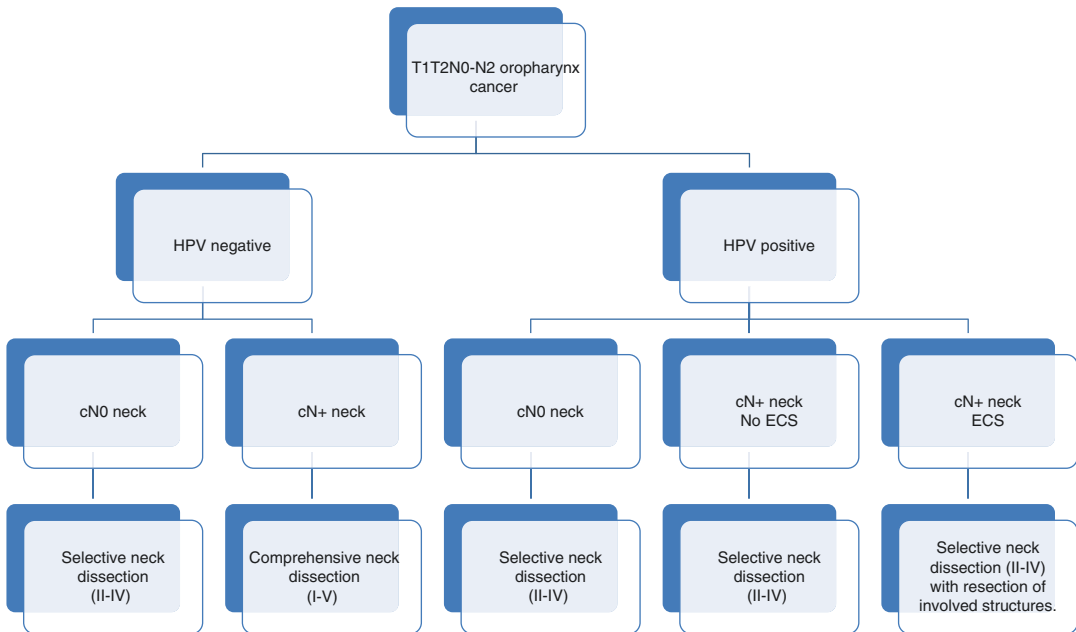 T1T2N0-N2 oropharynx
cancer
HPV negative
HPV positive
cN0 neck
cN+ neck
cN0 neck
cN+ neck
No ECS
cN+ neck
ECS
Selective neck
dissection
(II-IV)
Comprehensive neck
dissection
(I-V)
Selective neck
dissection
(II-IV)
Selective neck
dissection
(II-IV)
Selective neck
dissection (II-IV)
with resection of
involved structures.